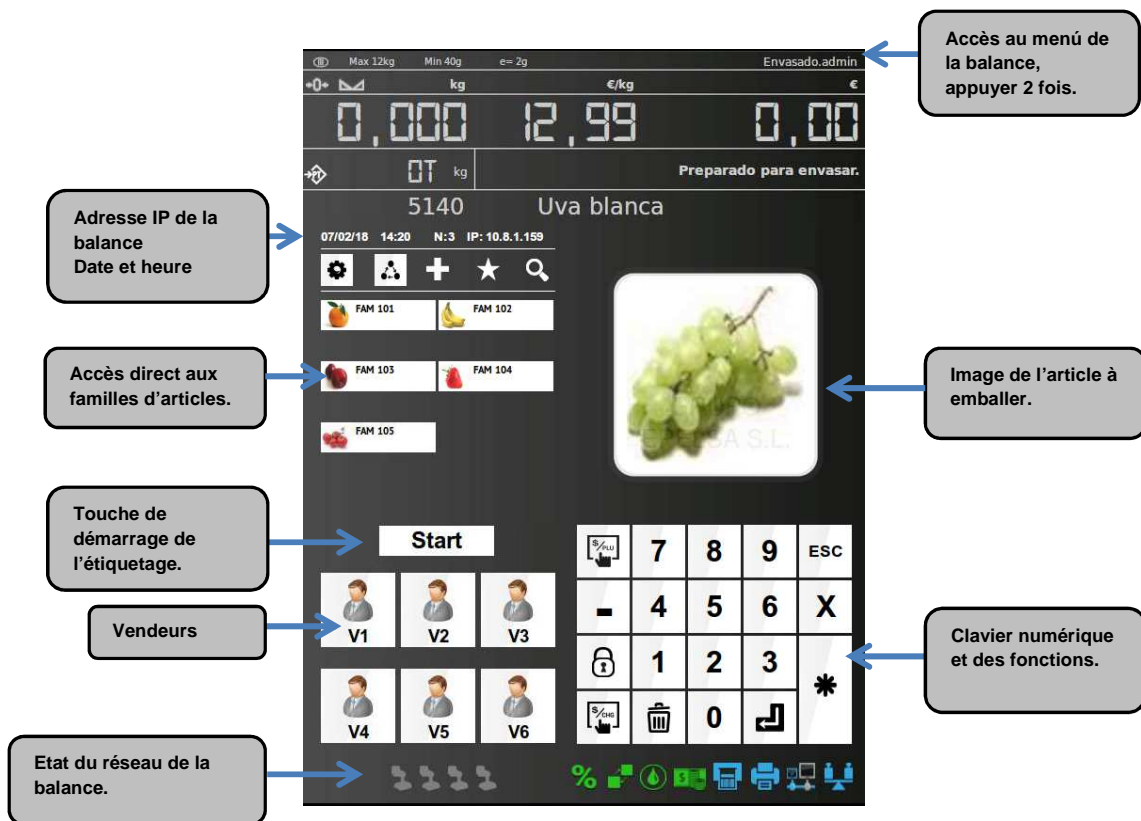 Accès au menú de
la balance,
appuyer 2 fois.
Max 12kg Min 40g e= 2g Envasado.admin
→0← kg €/kg €
0,000 12,99 0,00
PT 0T kg Preparado para envasar.
5140 Uva blanca
Adresse IP de la
balance
Date et heure
07/02/18 14:20 N:3 IP: 10.8.1.159
FAM 101 FAM 102
Accès direct aux
familles d'articles.
FAM 103 FAM 104
FAM 105
Image de l'article à
emballer.
Touche de
démarrage de
l'étiquetage.
Start
$/PLU 7 8 9 ESC
- 4 5 6 X
1 2 3 ✱
$/CHG 0
Vendeurs
V1 V2 V3
V4 V5 V6
Clavier numérique
et des fonctions.
Etat du réseau de la
balance.
% $